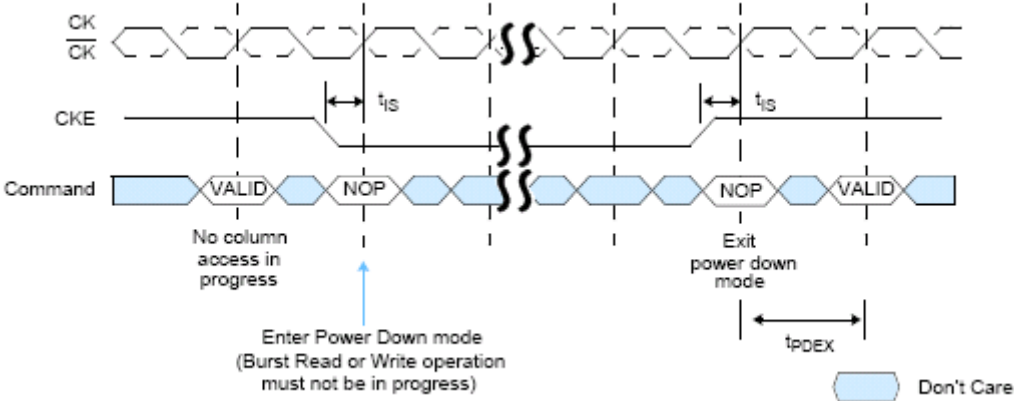 CK
CK
tIS
tIS
CKE
Command
VALID
NOP
NOP
VALID
No column
access in
progress
Exit
power down
mode
Enter Power Down mode
(Burst Read or Write operation
must not be in progress)
tPDEX
Don't Care